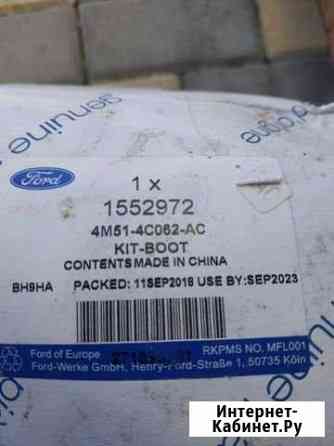 genuine
Ford
1 x
1552972
4M51-4C062-AC
KIT-BOOT
CONTENTS MADE IN CHINA
BH9HA PACKED: 11SEP2018 USE BY:SEP2023
Ford of Europe RKPMS NO. MFL001
Ford-Werke GmbH, Henry-Ford-Straße 1, 50735 Köln
Интернет-
Кабинет.Ру